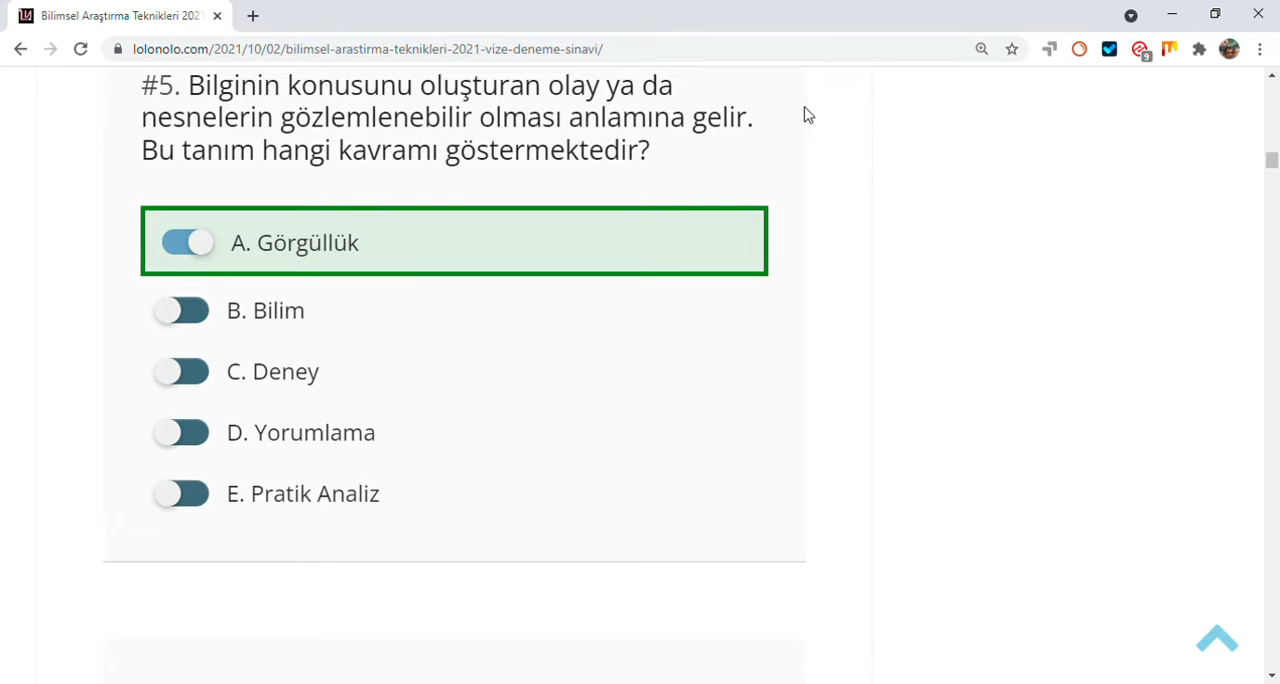 Bilimsel Araştırma Teknikleri 2021
lolonolo.com/2021/10/02/bilimsel-arastirma-teknikleri-2021-vize-deneme-sinavi/
9
#5. Bilginin konusunu oluşturan olay ya da
nesnelerin gözlemlenebilir olması anlamına gelir.
Bu tanım hangi kavramı göstermektedir?
A. Görgüllük
B. Bilim
C. Deney
D. Yorumlama
E. Pratik Analiz